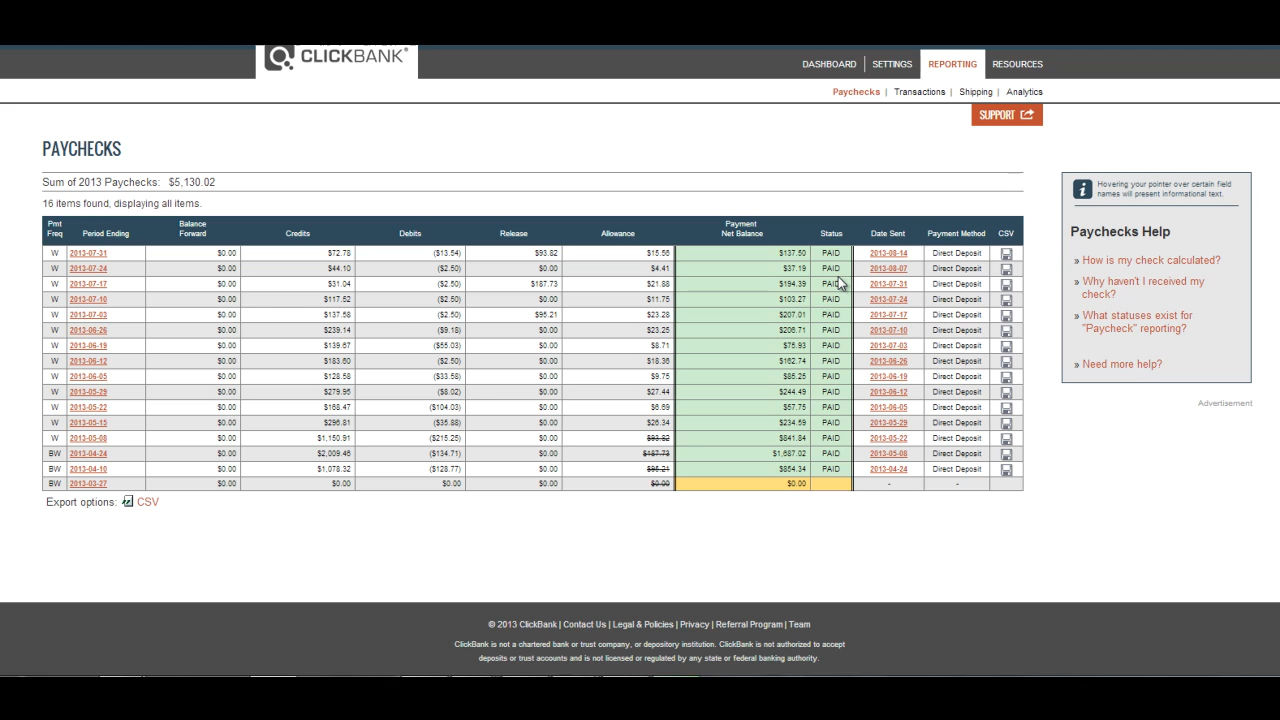 CLICKBANK®
DASHBOARD | SETTINGS REPORTING RESOURCES
Paychecks | Transactions | Shipping | Analytics
SUPPORT
PAYCHECKS
Sum of 2013 Paychecks: $5,130.02
16 items found, displaying all items.
Pmt Freq Period Ending Balance Forward Credits Debits Release Allowance Payment Net Balance Status Date Sent Payment Method CSV
W 2013-07-31 $0.00 $72.78 ($13.54) $93.82 $15.56 $137.50 PAID 2013-08-14 Direct Deposit
W 2013-07-24 $0.00 $44.10 ($2.50) $0.00 $4.41 $37.19 PAID 2013-08-07 Direct Deposit
W 2013-07-17 $0.00 $31.04 ($2.50) $187.73 $21.88 $194.39 PAID 2013-07-31 Direct Deposit
W 2013-07-10 $0.00 $117.52 ($2.50) $0.00 $11.75 $103.27 PAID 2013-07-24 Direct Deposit
W 2013-07-03 $0.00 $137.58 ($2.50) $95.21 $23.28 $207.01 PAID 2013-07-17 Direct Deposit
W 2013-06-26 $0.00 $239.14 ($9.18) $0.00 $23.25 $206.71 PAID 2013-07-10 Direct Deposit
W 2013-06-19 $0.00 $139.67 ($55.03) $0.00 $8.71 $75.93 PAID 2013-07-03 Direct Deposit
W 2013-06-12 $0.00 $183.60 ($2.50) $0.00 $18.36 $162.74 PAID 2013-06-26 Direct Deposit
W 2013-06-05 $0.00 $128.58 ($33.58) $0.00 $9.75 $85.25 PAID 2013-06-19 Direct Deposit
W 2013-05-29 $0.00 $279.95 ($8.02) $0.00 $27.44 $244.49 PAID 2013-06-12 Direct Deposit
W 2013-05-22 $0.00 $168.47 ($104.03) $0.00 $6.69 $57.75 PAID 2013-06-05 Direct Deposit
W 2013-05-15 $0.00 $296.81 ($35.88) $0.00 $26.34 $234.59 PAID 2013-05-29 Direct Deposit
W 2013-05-08 $0.00 $1,150.91 ($215.25) $0.00 $93.82 $841.84 PAID 2013-05-22 Direct Deposit
BW 2013-04-24 $0.00 $2,009.46 ($134.71) $0.00 $187.73 $1,687.02 PAID 2013-05-08 Direct Deposit
BW 2013-04-10 $0.00 $1,078.32 ($128.77) $0.00 $95.21 $854.34 PAID 2013-04-24 Direct Deposit
BW 2013-03-27 $0.00 $0.00 $0.00 $0.00 $0.00 $0.00 - -
Export options: CSV
Hovering your pointer over certain field
names will present informational text.
Paychecks Help
» How is my check calculated?
» Why haven't I received my
check?
» What statuses exist for
"Paycheck" reporting?
» Need more help?
Advertisement
© 2013 ClickBank | Contact Us | Legal & Policies | Privacy | Referral Program | Team
ClickBank is not a chartered bank or trust company, or depository institution. ClickBank is not authorized to accept
deposits or trust accounts and is not licensed or regulated by any state or federal banking authority.